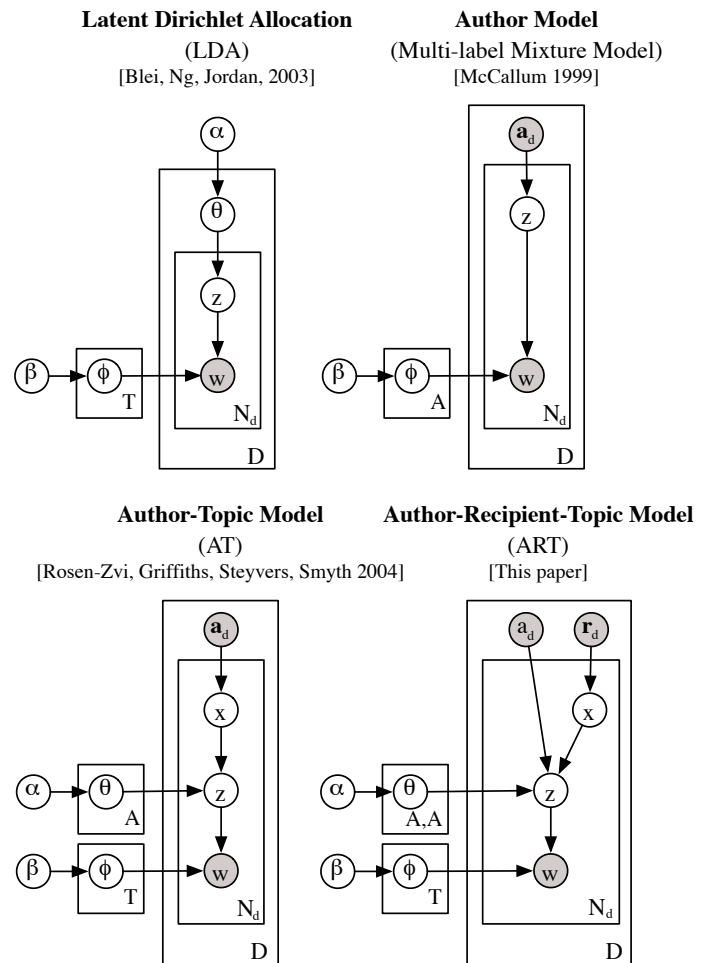 Latent Dirichlet Allocation
(LDA)
[Blei, Ng, Jordan, 2003]
α
θ
z
β
ϕ
w
T
N_d
D
Author Model
(Multi-label Mixture Model)
[McCallum 1999]
a_d
z
β
ϕ
w
A
N_d
D
Author-Topic Model
(AT)
[Rosen-Zvi, Griffiths, Steyvers, Smyth 2004]
a_d
x
α
θ
z
A
β
ϕ
w
T
N_d
D
Author-Recipient-Topic Model
(ART)
[This paper]
a_d
r_d
x
α
θ
z
A,A
β
ϕ
w
T
N_d
D